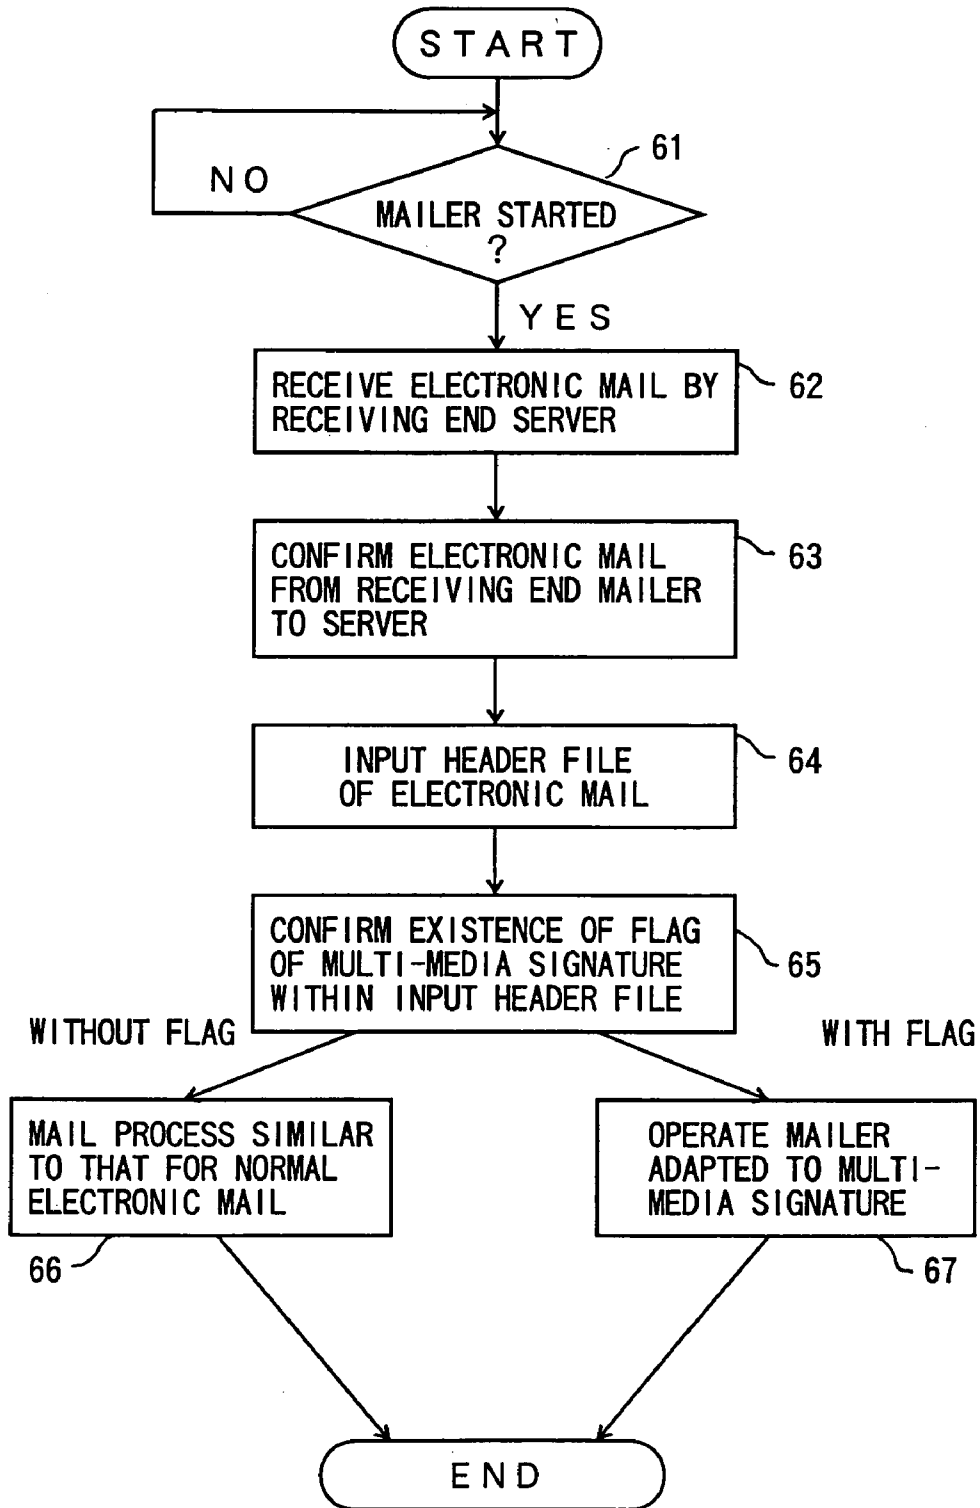 START
61
NO
MAILER STARTED
?
YES
RECEIVE ELECTRONIC MAIL BY
RECEIVING END SERVER
62
CONFIRM ELECTRONIC MAIL
FROM RECEIVING END MAILER
TO SERVER
63
INPUT HEADER FILE
OF ELECTRONIC MAIL
64
CONFIRM EXISTENCE OF FLAG
OF MULTI-MEDIA SIGNATURE
WITHIN INPUT HEADER FILE
65
WITHOUT FLAG
WITH FLAG
MAIL PROCESS SIMILAR
TO THAT FOR NORMAL
ELECTRONIC MAIL
66
OPERATE MAILER
ADAPTED TO MULTI-
MEDIA SIGNATURE
67
END